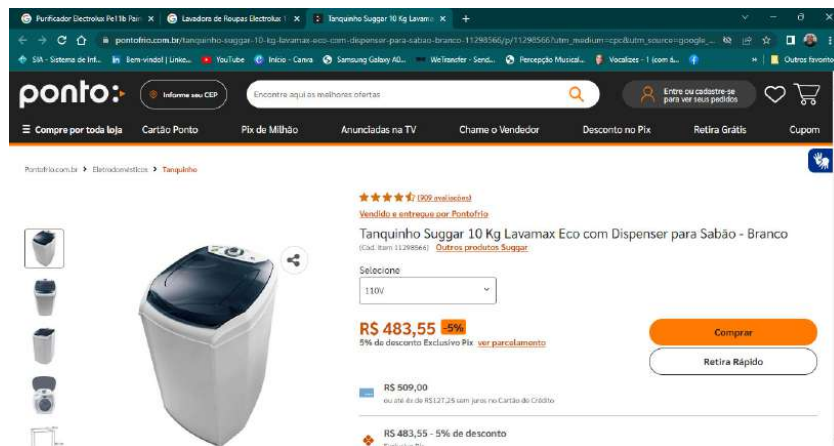 Purificador Electrolux Pe11b Pain
Lavadora de Roupas Electrolux 1
Tanquinho Suggar 10 Kg Lavama
pontofrio.com.br/tanquinho-suggar-10-kg-lavamax-eco-com-dispenser-para-sabao-branco-11298566/p/11298566?utm_medium=cpc&utm_source=google_...
SIA - Sistema de Inf...
Bem-vindo! | Linke...
YouTube
Início - Canva
Samsung Galaxy A0...
WeTransfer - Send...
Percepção Musical...
Vocalizes - 1 (com a...
»
Outros favoritos
ponto:>
Informe seu CEP
Encontre aqui as melhores ofertas
Entre ou cadastre-se
para ver seus pedidos
Compre por toda loja
Cartão Ponto
Pix de Milhão
Anunciadas na TV
Chame o Vendedor
Desconto no Pix
Retira Grátis
Cupom
Pontofrio.com.br > Eletrodomésticos > Tanquinho
(909 avaliações)
Vendido e entregue por Pontofrio
Tanquinho Suggar 10 Kg Lavamax Eco com Dispenser para Sabão - Branco
(Cód. Item 11298566) Outros produtos Suggar
Selecione
110V
R$ 483,55 -5%
5% de desconto Exclusivo Pix ver parcelamento
Comprar
Retira Rápido
R$ 509,00
ou até 4x de R$127,25 sem juros no Cartão de Crédito
R$ 483,55 - 5% de desconto
Exclusivo Pix